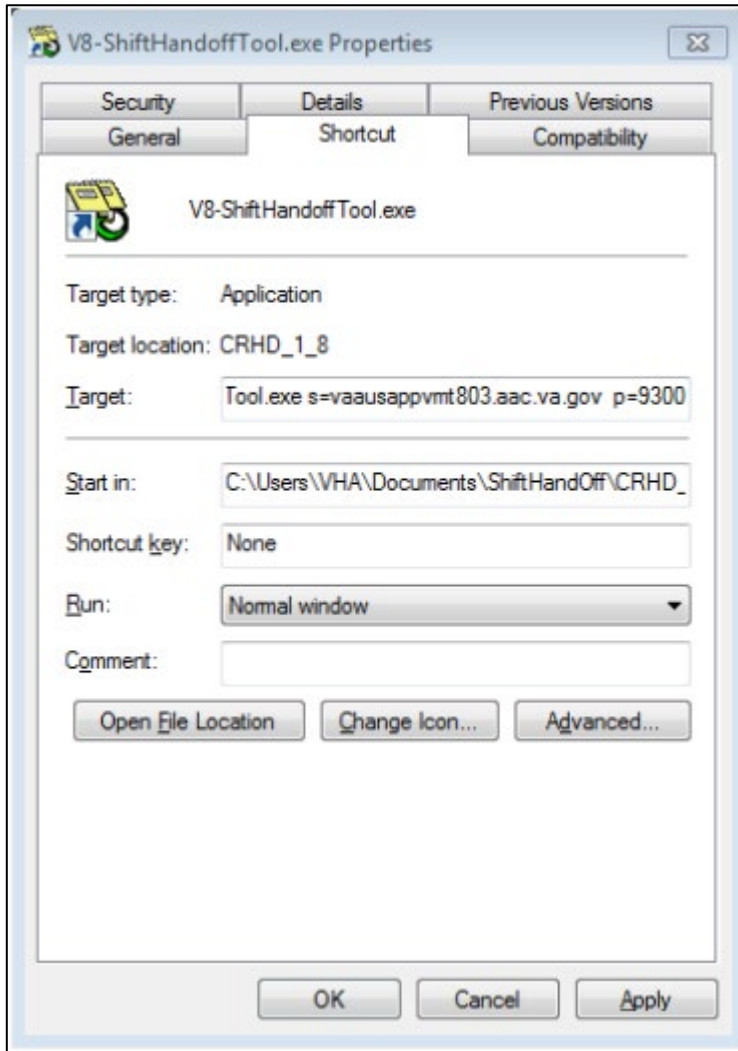 V8-ShiftHandoffTool.exe Properties
Security Details Previous Versions
General Shortcut Compatibility
V8-ShiftHandoffTool.exe
Target type: Application
Target location: CRHD_1_8
Target: Tool.exe s=vaausappvmt803.aac.va.gov p=9300
Start in: C:\Users\VHA\Documents\ShiftHandOff\CRHD_
Shortcut key: None
Run: Normal window
Comment:
Open File Location Change Icon... Advanced...
OK Cancel Apply